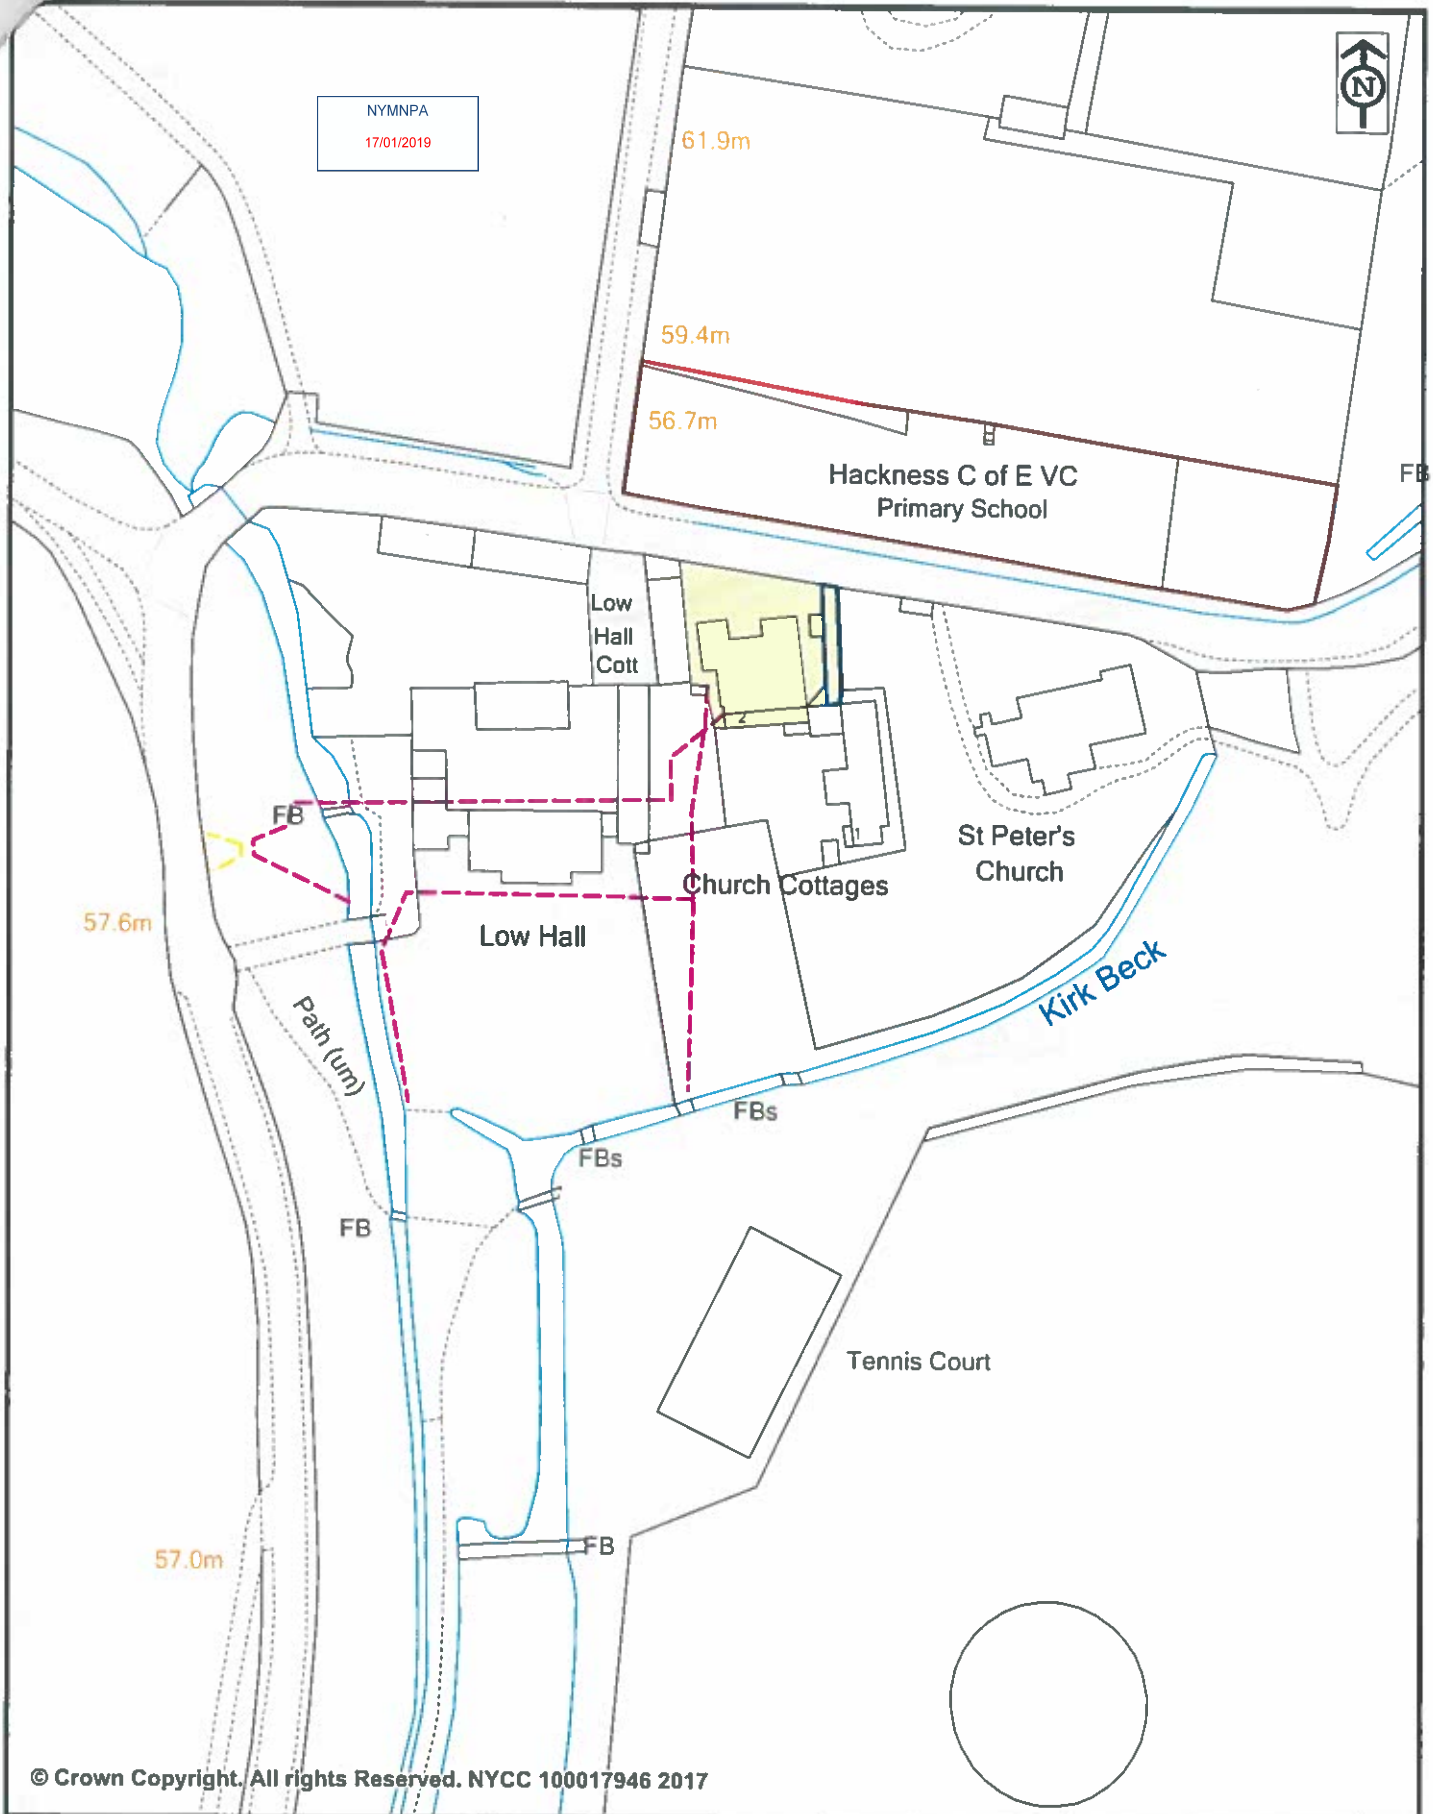 NYMNPA
17/01/2019
N
61.9m
59.4m
56.7m
Hackness C of E VC
Primary School
FB
Low
Hall
Cott
2
FB
1
St Peter's
Church
Church Cottages
57.6m
Low Hall
Kirk Beck
Path (um)
FBs
FBs
FB
Tennis Court
FB
57.0m
© Crown Copyright. All rights Reserved. NYCC 100017946 2017